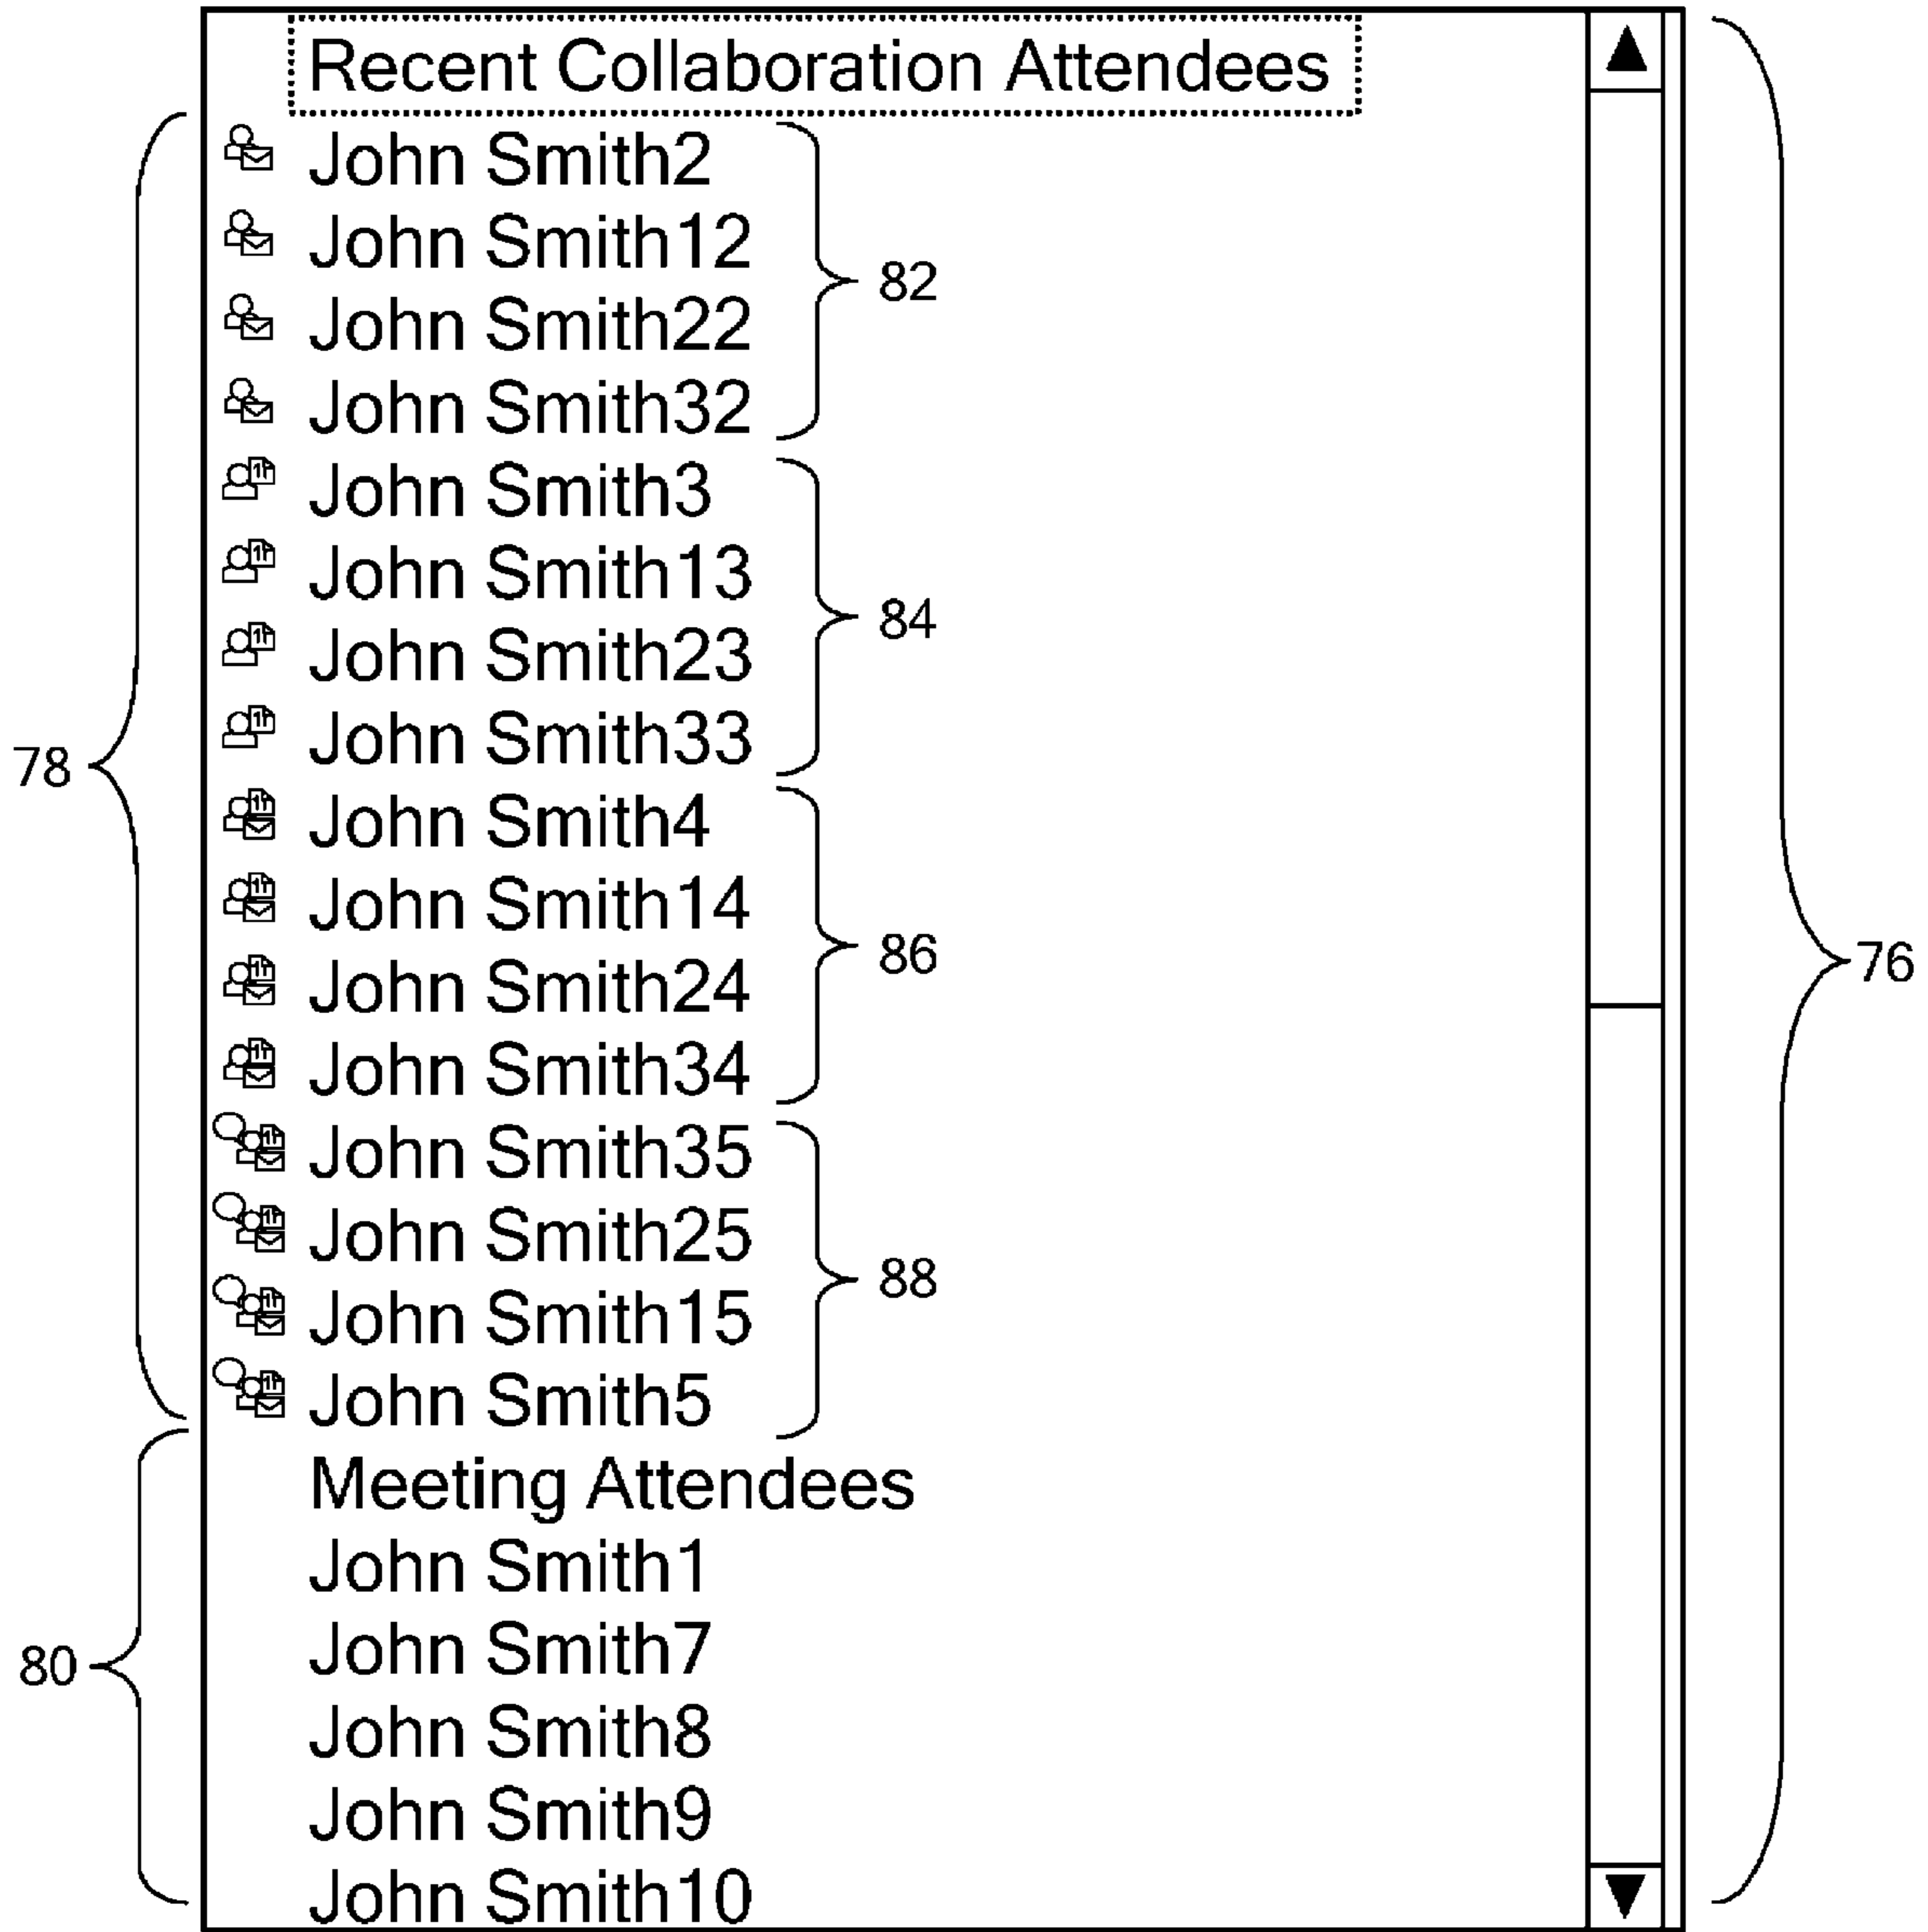 Recent Collaboration Attendees
John Smith2
John Smith12
82
John Smith22
John Smith32
John Smith3
John Smith13
84
John Smith23
John Smith33
78
John Smith4
John Smith14
86
76
John Smith24
John Smith34
John Smith35
John Smith25
88
John Smith15
John Smith5
Meeting Attendees
John Smith1
John Smith7
80
John Smith8
John Smith9
John Smith10